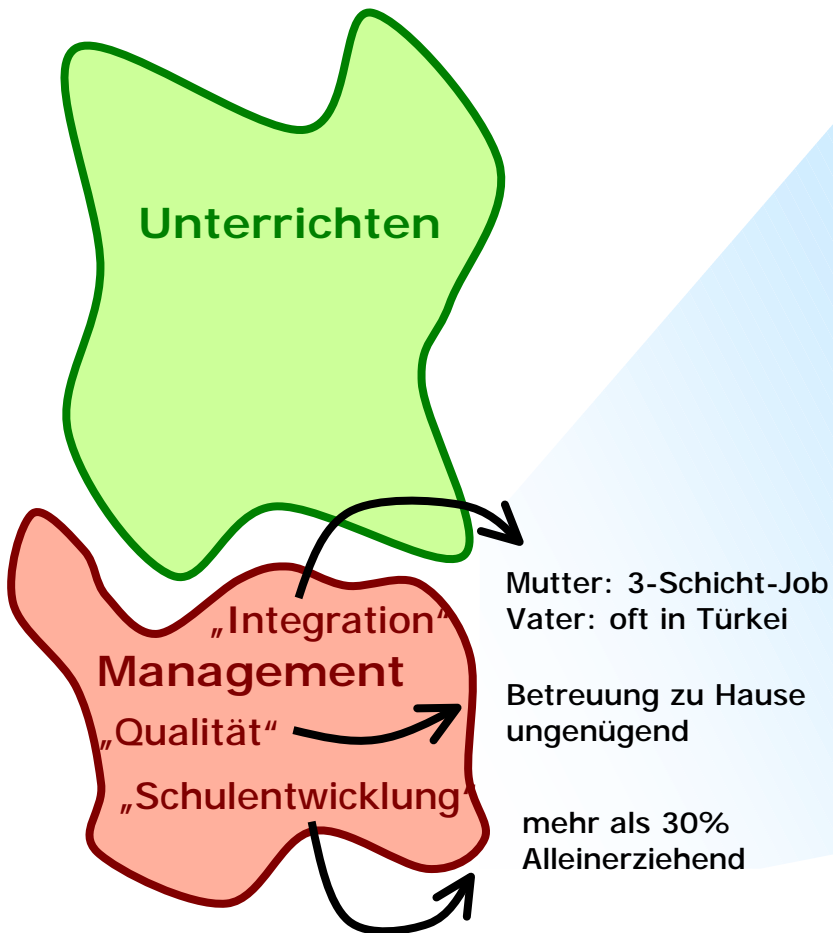 Unterrichten
„Integration“
Management
„Qualität“
„Schulentwicklung“
Mutter: 3-Schicht-Job
Vater: oft in Türkei
Betreuung zu Hause
ungenügend
mehr als 30%
Alleinerziehend